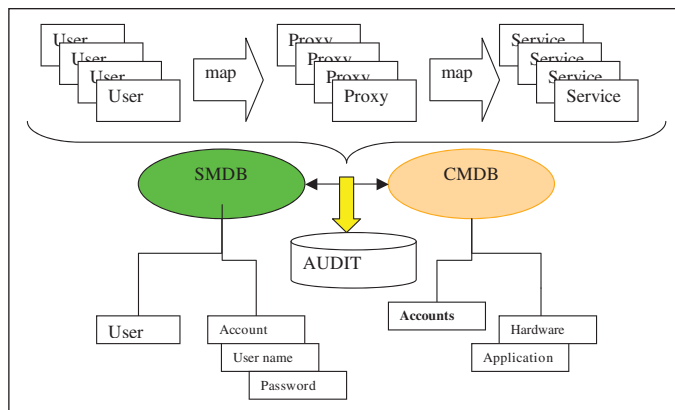 User
User
User
User
map
Proxy
Proxy
Proxy
Proxy
map
Service
Service
Service
Service
SMDB
CMDB
AUDIT
User
Account
User name
Password
Accounts
Hardware
Application